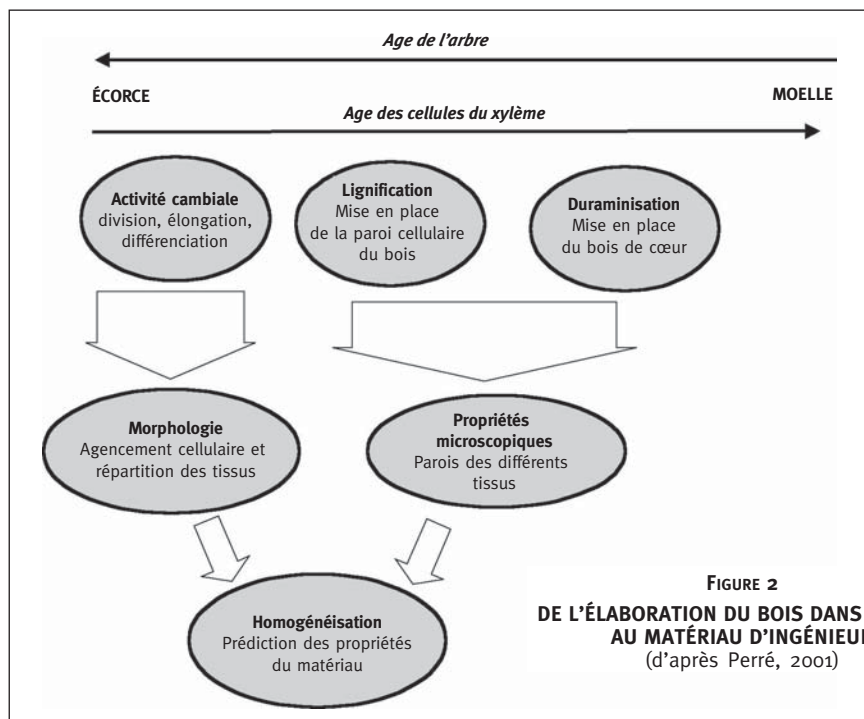 Age de l'arbre
ÉCORCE
MOELLE
Age des cellules du xylème
Activité cambiale
division, élongation,
différenciation
Lignification
Mise en place
de la paroi cellulaire
du bois
Duraminisation
Mise en place
du bois de cœur
Morphologie
Agencement cellulaire et
répartition des tissus
Propriétés
microscopiques
Parois des différents
tissus
Homogénéisation
Prédiction des propriétés
du matériau
FIGURE 2
DE L'ÉLABORATION DU BOIS DANS
AU MATÉRIAU D'INGÉNIEU
(d'après Perré, 2001)